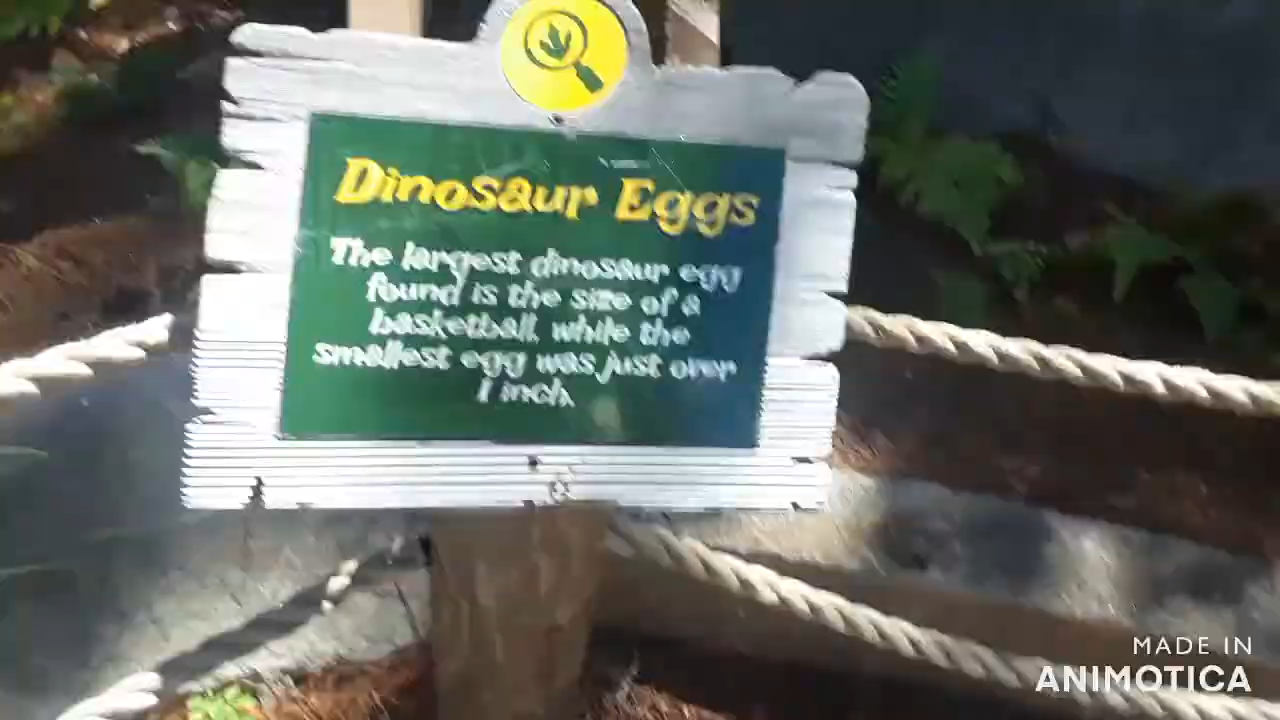 Dinosaur Eggs
The largest dinosaur egg
found is the size of a
basketball, while the
smallest egg was just over
1 inch.
MADE IN
ANIMOTICA